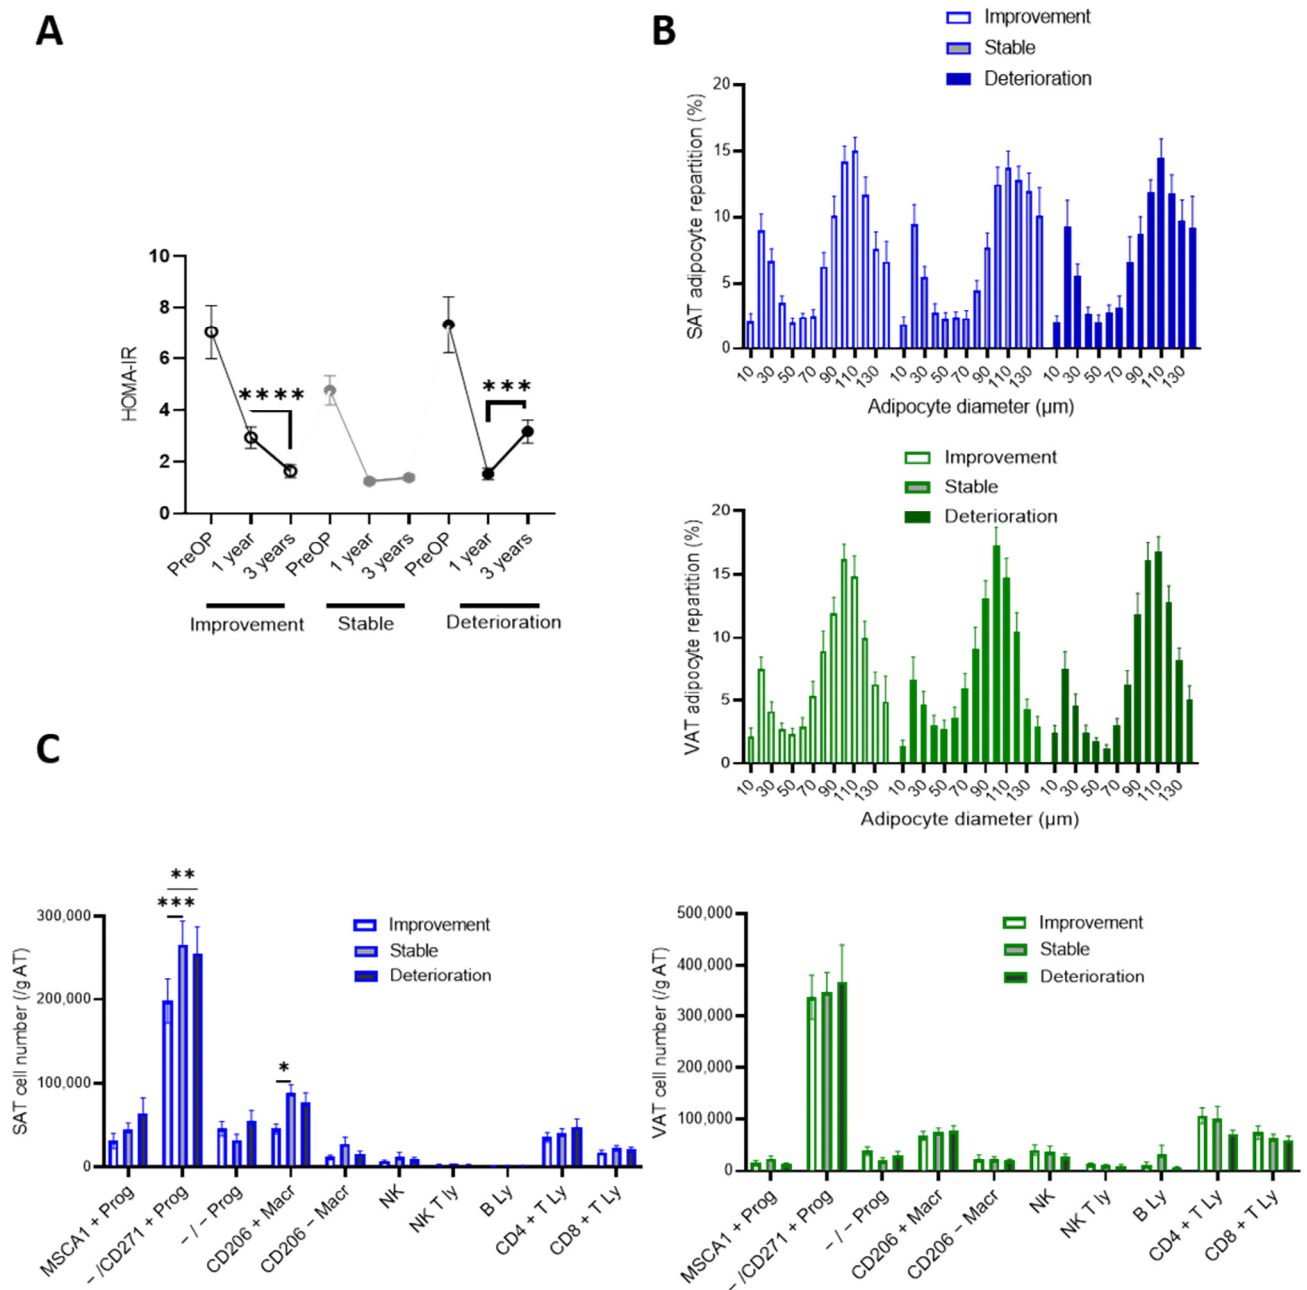 A
HOMA-IR
10
8
6
4
2
0
****
***
PreOP
1 year
3 years
PreOP
1 year
3 years
PreOP
1 year
3 years
Improvement
Stable
Deterioration
B
Improvement
Stable
Deterioration
SAT adipocyte repartition (%)
20
15
10
5
0
10 30 50 70 90 110 130 10 30 50 70 90 110 130 10 30 50 70 90 110 130
Adipocyte diameter (µm)
Improvement
Stable
Deterioration
VAT adipocyte repartition (%)
20
15
10
5
0
10 30 50 70 90 110 130 10 30 50 70 90 110 130 10 30 50 70 90 110 130
Adipocyte diameter (µm)
C
**
***
*
Improvement
Stable
Deterioration
SAT cell number (/g AT)
300,000
200,000
100,000
0
MSCA1 + Prog
– /CD271 + Prog
– / – Prog
CD206 + Macr
CD206 – Macr
NK
NK T ly
B Ly
CD4 + T Ly
CD8 + T Ly
Improvement
Stable
Deterioration
VAT cell number (/g AT)
500,000
400,000
300,000
200,000
100,000
0
MSCA1 + Prog
– /CD271 + Prog
– / – Prog
CD206 + Macr
CD206 – Macr
NK
NK T ly
B Ly
CD4 + T Ly
CD8 + T Ly